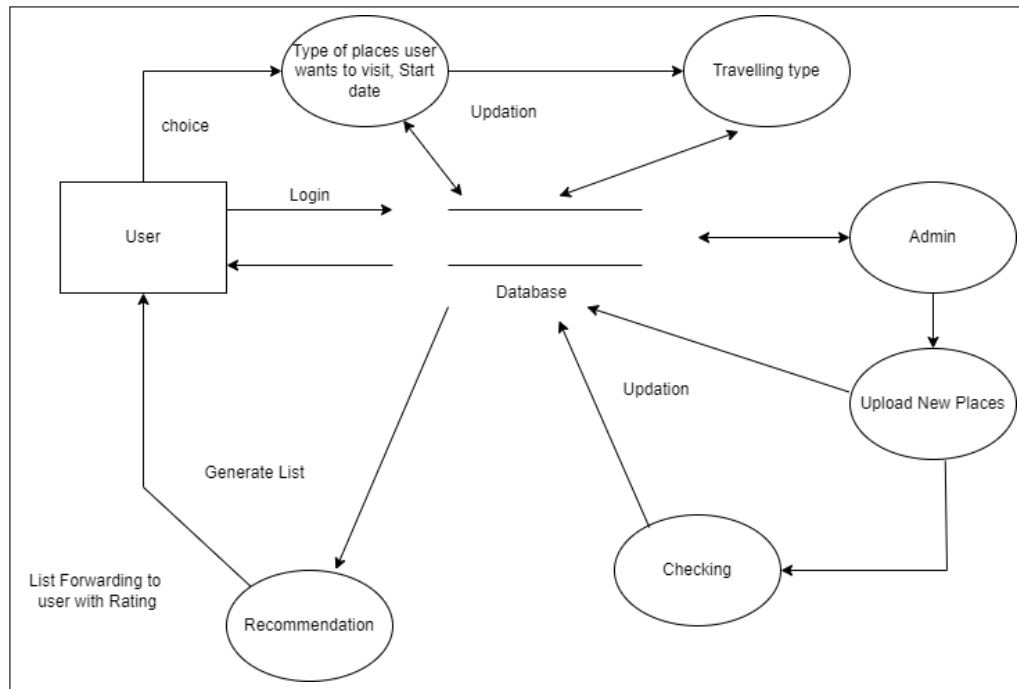 Type of places user
wants to visit, Start
date
Travelling type
Updation
choice
Login
User
Admin
Database
Updation
Upload New Places
Generate List
Checking
List Forwarding to
user with Rating
Recommendation